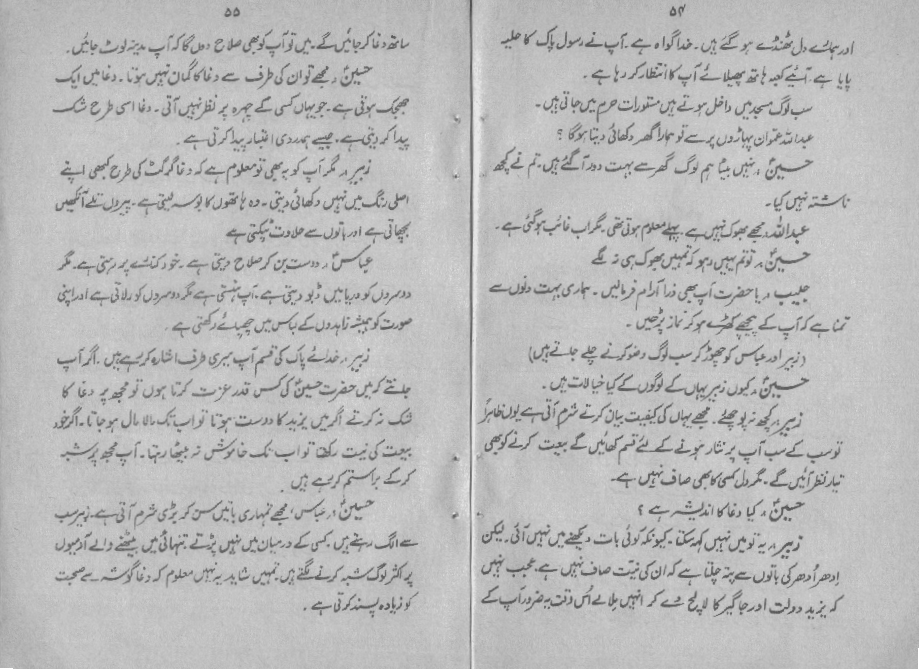 ۵۴
اور ہمارے دل ٹھنڈے ہو گئے ہیں۔ خدا گواہ ہے۔ آپ نے رسول پاک کا حلیہ
پایا ہے۔ آئیے کعبہ ہاتھ پھیلائے آپ کا انتظار کر رہا ہے۔
سب لوگ مسجد میں داخل ہوتے ہیں مستورات حرم میں جاتی ہیں۔
عبداللہ عموان پہاڑوں پر سے تو ہمارا گھر دکھائی دیتا ہوگا؟
حسینؑ، نہیں بیٹا ہم لوگ گھر سے بہت دور آ گئے ہیں۔ تم نے کچھ
ناشتہ نہیں کیا۔
عبداللہ، مجھے بھوک نہیں ہے۔ پہلے معلوم ہوتی تھی۔ مگر اب غائب ہو گئی ہے۔
حسینؑ، تو تم یہیں رہو کہ تمہیں بھوک ہی نہ لگے
حبیب، یا حضرت آپ بھی ذرا آرام فرمالیں۔ ہماری بہت دنوں سے
تمنا ہے کہ آپ کے پیچھے کھڑے ہو کر نماز پڑھیں۔
(زبیر اور عباس کو چھوڑ کر سب لوگ وضو کرنے چلے جاتے ہیں)
حسینؑ، کیوں زبیر یہاں کے لوگوں کے کیا خیالات ہیں۔
زبیر، کچھ نہ پوچھئے۔ مجھے یہاں کی کیفیت بیان کرتے شرم آتی ہے یوں ظاہراً
تو سب کے سب آپ پر نثار ہونے کے لئے قسم کھائیں گے بیعت کرنے کو بھی
تیار نظر آئیں گے۔ مگر دل کسی کا بھی صاف نہیں ہے۔
حسینؑ، کیا دغا کا اندیشہ ہے؟
زبیر، یہ تو میں نہیں کہہ سکتا۔ کیونکہ کوئی بات دیکھنے میں نہیں آئی۔ لیکن
اِدھر اُدھر کی باتوں سے پتہ چلتا ہے کہ ان کی نیت صاف نہیں ہے، عجب نہیں
کہ یزید دولت اور جاگیر کا لالچ دے کر انہیں بلالے اُس وقت یہ ضرور آپ کے
۵۵
ساتھ دغا کر جائیں گے۔ میں تو آپ کو بھی صلاح دوں گا کہ آپ مدینہ لوٹ جائیں۔
حسینؑ، مجھے تو ان کی طرف سے دغا کا گمان نہیں ہوتا۔ دغا میں ایک
جھجک ہوتی ہے۔ جو یہاں کسی کے چہرہ پر نظر نہیں آتی۔ دغا اسی طرح شک
پیدا کر دیتی ہے، جیسے ہمدردی اعتبار پیدا کرتی ہے۔
زبیر، مگر آپ کو یہ بھی تو معلوم ہے کہ دغا گرگٹ کی طرح کبھی اپنے
اصلی رنگ میں نہیں دکھائی دیتی۔ وہ ہاتھوں کا بوسہ لیتی ہے۔ پیروں تلے آنکھیں
بچھاتی ہے اور باتوں سے حلاوت ٹپکتی ہے
عباسؑ، دوست بن کر صلاح دیتی ہے۔ خود کنارے پر رہتی ہے۔ مگر
دوسروں کو دریا میں ڈبو دیتی ہے۔ آپ ہنستی ہے مگر دوسروں کو رلاتی ہے اور اپنی
صورت کو ہمیشہ زاہدوں کے لباس میں چھپائے رکھتی ہے۔
زبیر، خدائے پاک کی قسم آپ میری طرف اشارہ کر رہے ہیں۔ اگر آپ
جانتے کہ میں حضرت حسینؑ کی کس قدر عزت کرتا ہوں تو مجھ پر دغا کا
شک نہ کرتے اگر میں یزید کا دوست ہوتا تو اب تک مالا مال ہو جاتا۔ اگر خود
بیعت کی نیت رکھتا تو اب تک خاموش نہ بیٹھا رہتا۔ آپ مجھ پر شبہ
کر کے بڑا ستم کر رہے ہیں
حسینؑ، عباس، مجھے تمہاری باتیں سن کر بڑی شرم آتی ہے، زبیر سب
سے الگ رہتے ہیں۔ کسی کے درمیان میں نہیں پڑتے تنہائی میں بیٹھنے والے آدمیوں
پر اکثر لوگ شبہ کرنے لگتے ہیں، تمہیں شاید یہ نہیں معلوم کہ دغا گوشہ سے صحبت
کو زیادہ پسند کرتی ہے۔